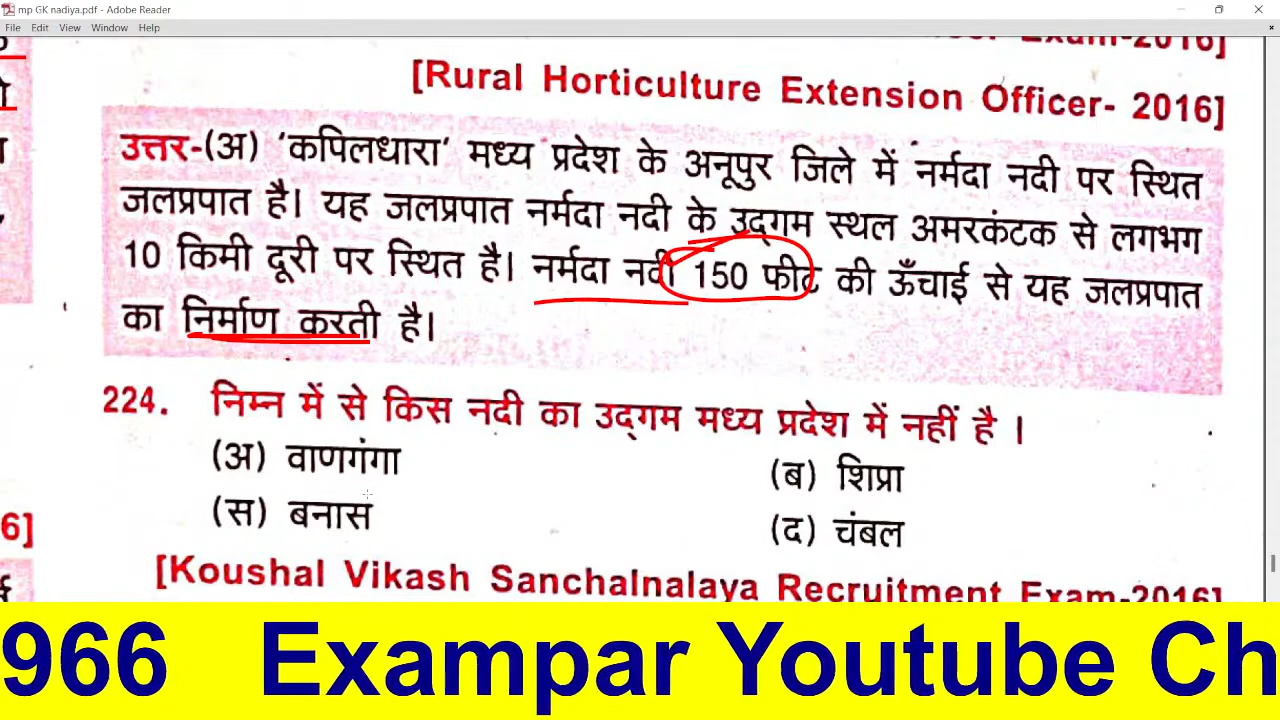 mp GK nadiya.pdf - Adobe Reader
File Edit View Window Help
[Rural Horticulture Extension Officer- 2016]
उत्तर-(अ) 'कपिलधारा' मध्य प्रदेश के अनूपुर जिले में नर्मदा नदी पर स्थित
जलप्रपात है। यह जलप्रपात नर्मदा नदी के उद्गम स्थल अमरकंटक से लगभग
10 किमी दूरी पर स्थित है। नर्मदा नदी 150 फीट की ऊँचाई से यह जलप्रपात
का निर्माण करती है।
224. निम्न में से किस नदी का उद्गम मध्य प्रदेश में नहीं है ।
(अ) वाणगंगा (ब) शिप्रा
(स) बनास (द) चंबल
6]
[Koushal Vikash Sanchalnalaya Recruitment Exam-2016]
966 Exampar Youtube Ch